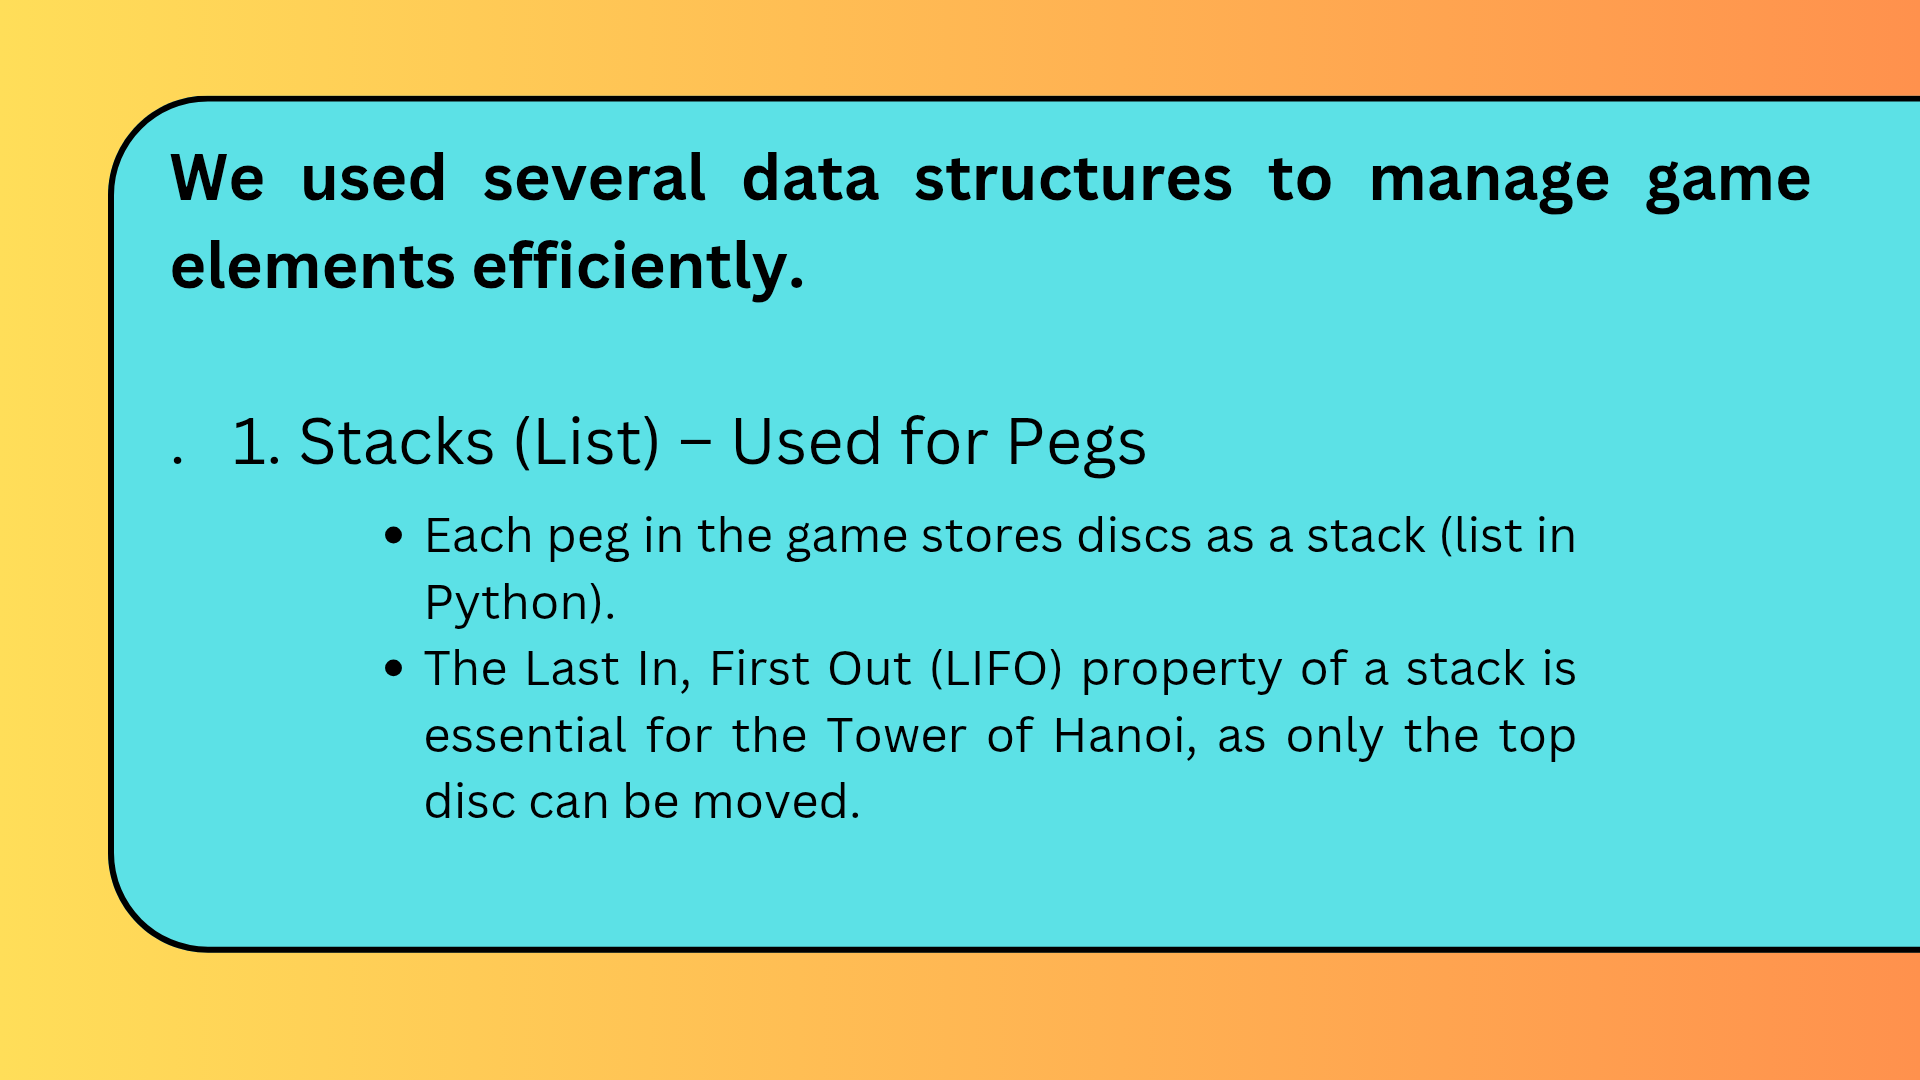 We used several data structures to manage game
elements efficiently.
. 1. Stacks (List) – Used for Pegs
• Each peg in the game stores discs as a stack (list in
Python).
• The Last In, First Out (LIFO) property of a stack is
essential for the Tower of Hanoi, as only the top
disc can be moved.